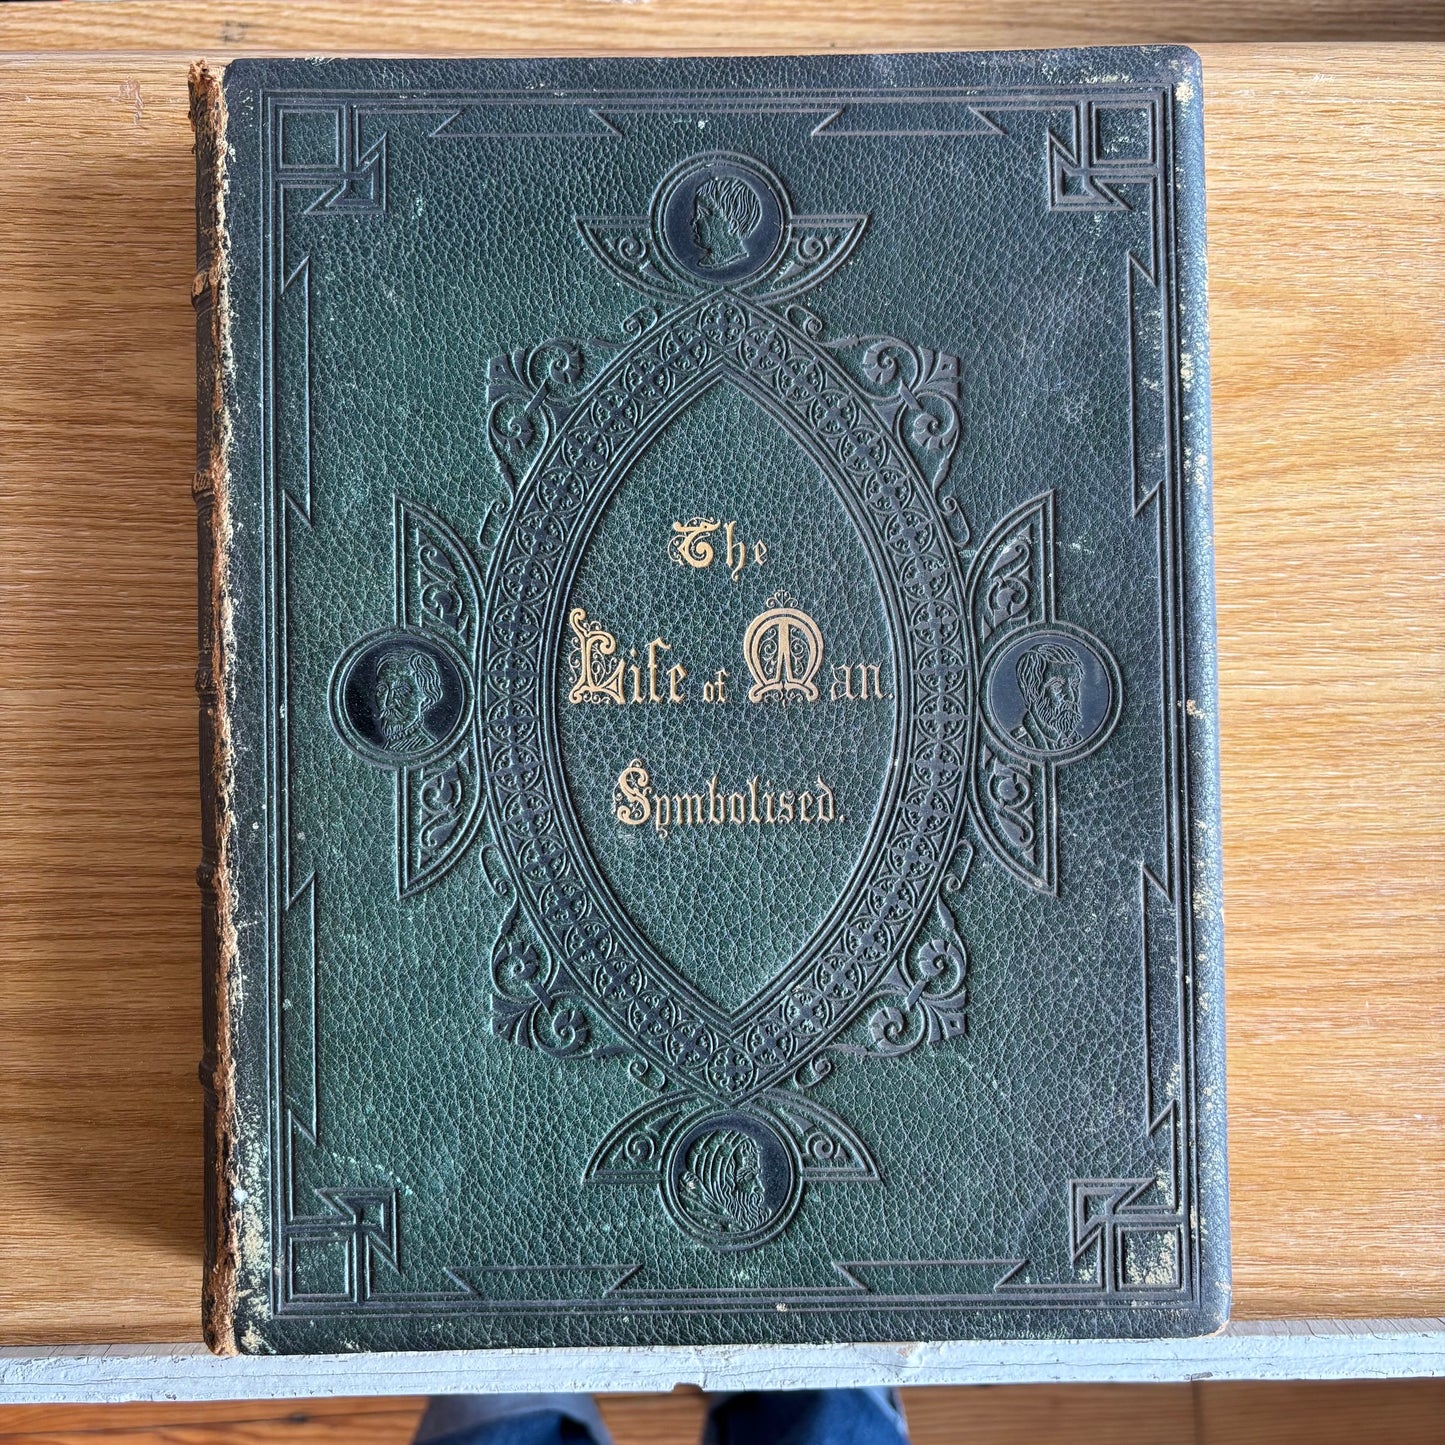 The
Life of Man.
Symbolised.